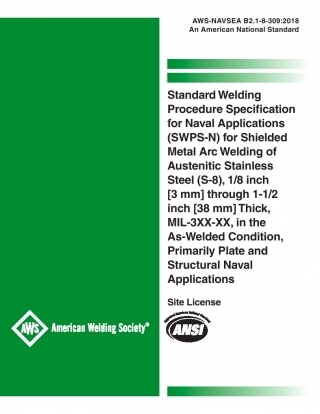 AWS-NAVSEA B2.1-8-309:2018
An American National Standard
Standard Welding
Procedure Specification
for Naval Applications
(SWPS-N) for Shielded
Metal Arc Welding of
Austenitic Stainless
Steel (S-8), 1/8 inch
[3 mm] through 1-1/2
inch [38 mm] Thick,
MIL-3XX-XX, in the
As-Welded Condition,
Primarily Plate and
Structural Naval
Applications
Site License
AWS American Welding Society®
ANSI